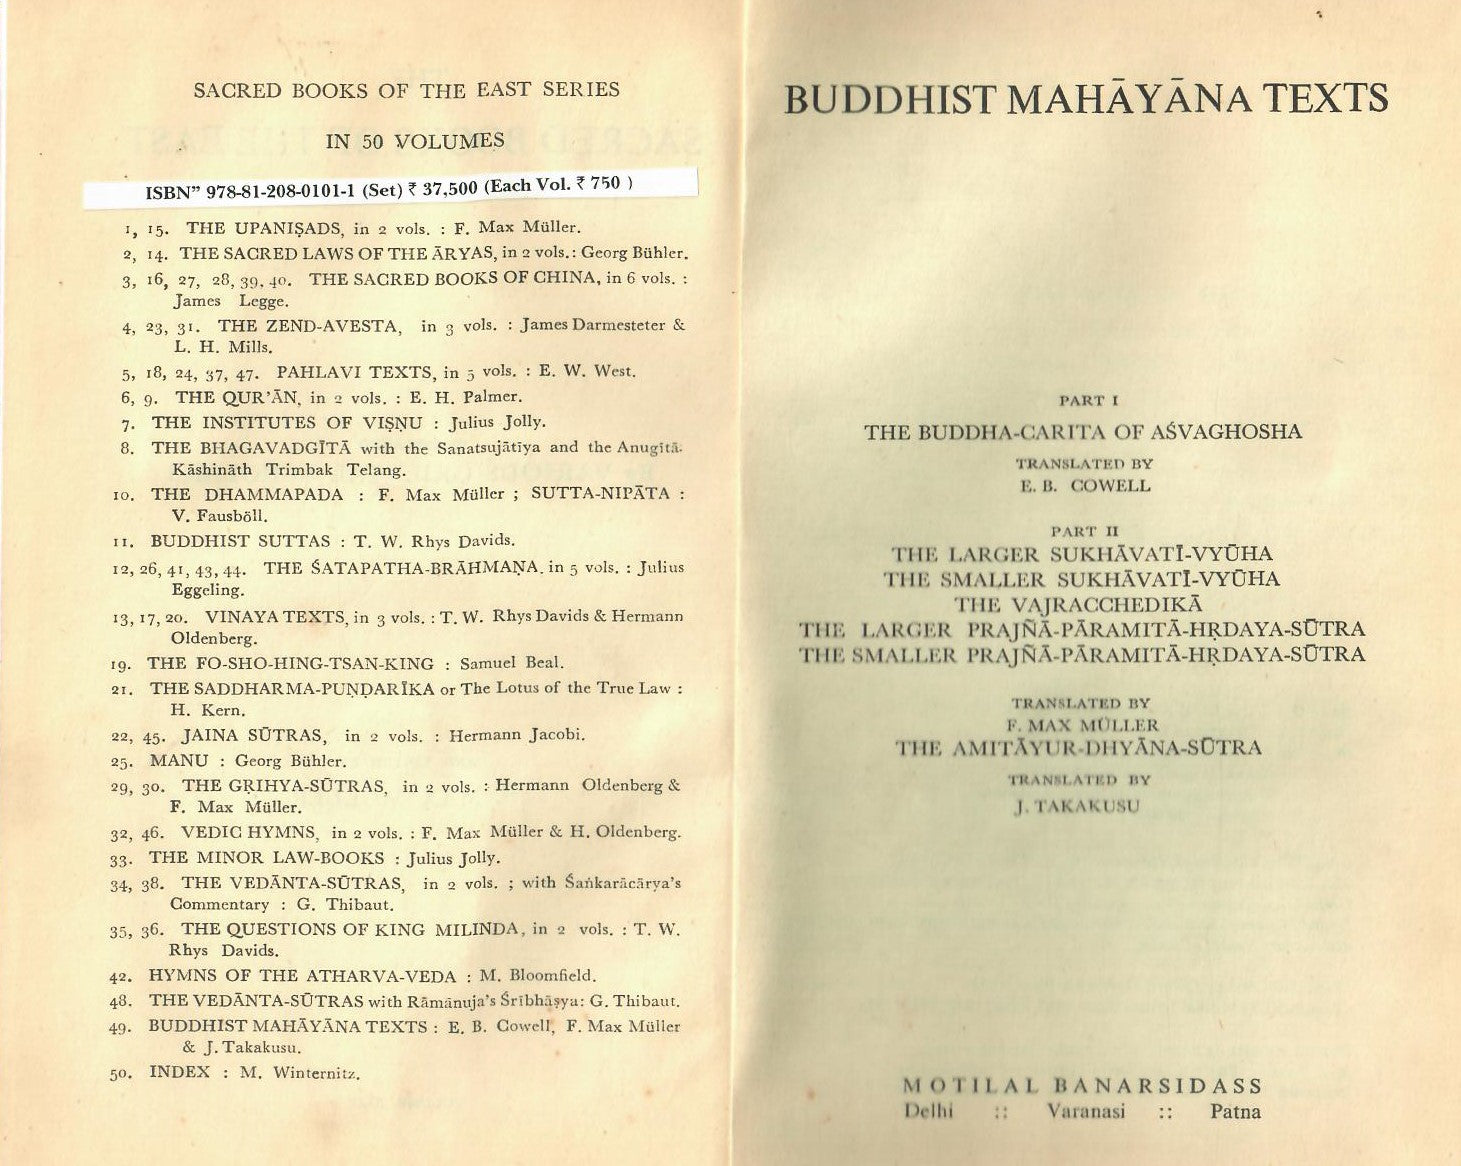 SACRED BOOKS OF THE EAST SERIES
IN 50 VOLUMES
ISBN" 978-81-208-0101-1 (Set) ₹ 37,500 (Each Vol. ₹ 750 )
1, 15. THE UPANIṢADS, in 2 vols. : F. Max Müller.
2, 14. THE SACRED LAWS OF THE ĀRYAS, in 2 vols.: Georg Bühler.
3, 16, 27, 28, 39, 40. THE SACRED BOOKS OF CHINA, in 6 vols. :
James Legge.
4, 23, 31. THE ZEND-AVESTA, in 3 vols. : James Darmesteter &
L. H. Mills.
5, 18, 24, 37, 47. PAHLAVI TEXTS, in 5 vols. : E. W. West.
6, 9. THE QUR'ĀN, in 2 vols. : E. H. Palmer.
7. THE INSTITUTES OF VIṢṆU : Julius Jolly.
8. THE BHAGAVADGĪTĀ with the Sanatsujātīya and the Anugītā.
Kāshināth Trimbak Telang.
10. THE DHAMMAPADA : F. Max Müller ; SUTTA-NIPĀTA :
V. Fausböll.
11. BUDDHIST SUTTAS : T. W. Rhys Davids.
12, 26, 41, 43, 44. THE ŚATAPATHA-BRĀHMAṆA, in 5 vols. : Julius
Eggeling.
13, 17, 20. VINAYA TEXTS, in 3 vols. : T. W. Rhys Davids & Hermann
Oldenberg.
19. THE FO-SHO-HING-TSAN-KING : Samuel Beal.
21. THE SADDHARMA-PUṆḌARĪKA or The Lotus of the True Law :
H. Kern.
22, 45. JAINA SŪTRAS, in 2 vols. : Hermann Jacobi.
25. MANU : Georg Bühler.
29, 30. THE GṚIHYA-SŪTRAS, in 2 vols. : Hermann Oldenberg &
F. Max Müller.
32, 46. VEDIC HYMNS, in 2 vols. : F. Max Müller & H. Oldenberg.
33. THE MINOR LAW-BOOKS : Julius Jolly.
34, 38. THE VEDĀNTA-SŪTRAS, in 2 vols. ; with Śaṅkarācārya's
Commentary : G. Thibaut.
35, 36. THE QUESTIONS OF KING MILINDA, in 2 vols. : T. W.
Rhys Davids.
42. HYMNS OF THE ATHARVA-VEDA : M. Bloomfield.
48. THE VEDĀNTA-SŪTRAS with Rāmānuja's Śrībhāṣya: G. Thibaut.
49. BUDDHIST MAHĀYĀNA TEXTS : E. B. Cowell, F. Max Müller
& J. Takakusu.
50. INDEX : M. Winternitz.
BUDDHIST MAHĀYĀNA TEXTS
PART I
THE BUDDHA-CARITA OF AŚVAGHOSHA
TRANSLATED BY
E. B. COWELL
PART II
THE LARGER SUKHĀVATĪ-VYŪHA
THE SMALLER SUKHĀVATĪ-VYŪHA
THE VAJRACCHEDIKĀ
THE LARGER PRAJÑĀ-PĀRAMITĀ-HṚDAYA-SŪTRA
THE SMALLER PRAJÑĀ-PĀRAMITĀ-HṚDAYA-SŪTRA
TRANSLATED BY
F. MAX MÜLLER
THE AMITĀYUR-DHYĀNA-SŪTRA
TRANSLATED BY
J. TAKAKUSU
MOTILAL BANARSIDASS
Delhi :: Varanasi :: Patna